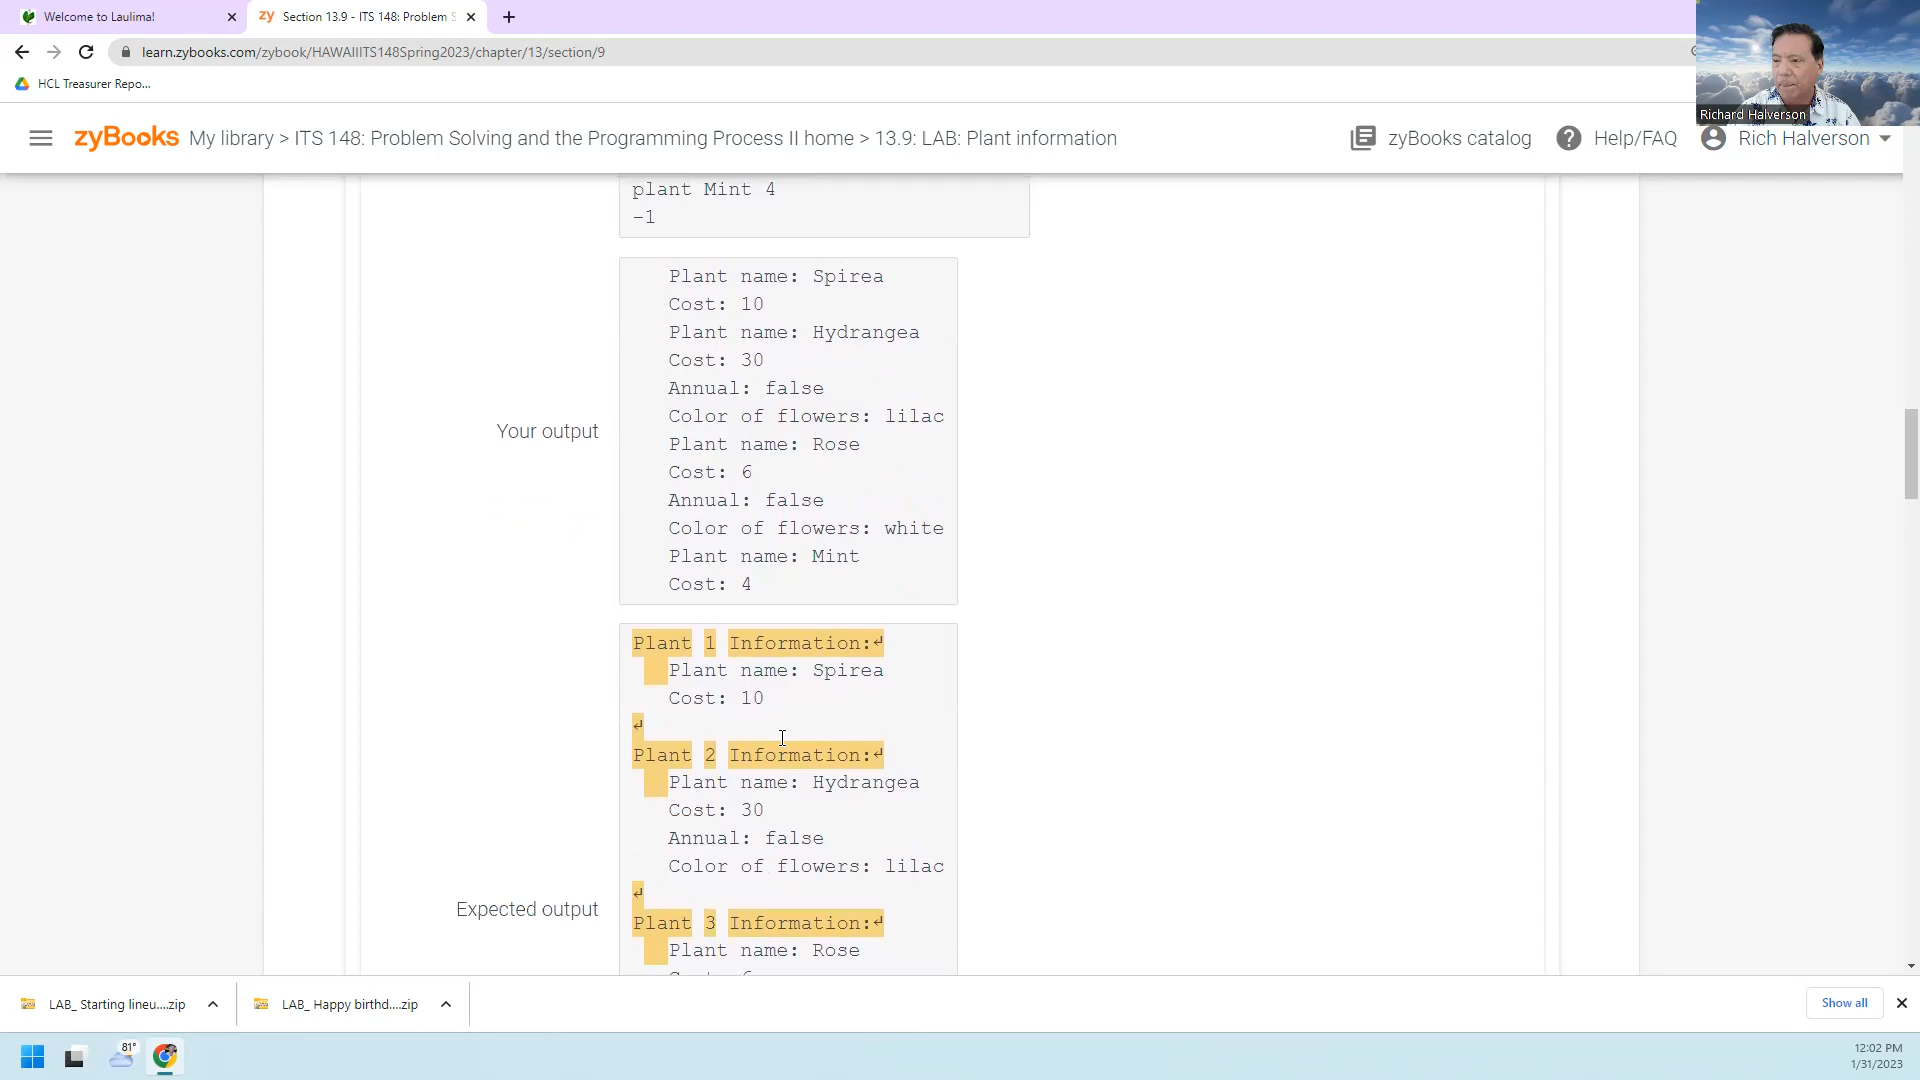 Welcome to Laulima!
zy Section 13.9 - ITS 148: Problem S
learn.zybooks.com/zybook/HAWAIIITS148Spring2023/chapter/13/section/9
HCL Treasurer Repo...
Richard Halverson
zyBooks My library > ITS 148: Problem Solving and the Programming Process II home > 13.9: LAB: Plant information
zyBooks catalog
Help/FAQ
Rich Halverson
plant Mint 4
-1
Your output
Plant name: Spirea
Cost: 10
Plant name: Hydrangea
Cost: 30
Annual: false
Color of flowers: lilac
Plant name: Rose
Cost: 6
Annual: false
Color of flowers: white
Plant name: Mint
Cost: 4
Expected output
Plant 1 Information:↵
Plant name: Spirea
Cost: 10
↵
Plant 2 Information:↵
Plant name: Hydrangea
Cost: 30
Annual: false
Color of flowers: lilac
↵
Plant 3 Information:↵
Plant name: Rose
LAB_ Starting lineu....zip
LAB_ Happy birthd....zip
Show all
81°
12:02 PM
1/31/2023